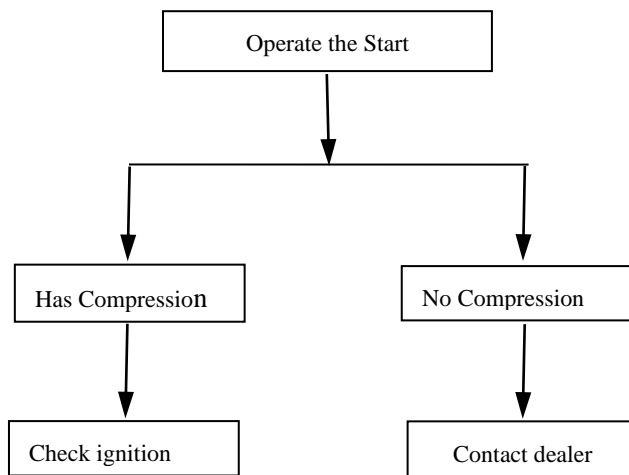 Operate the Start
Has Compression
No Compression
Check ignition
Contact dealer